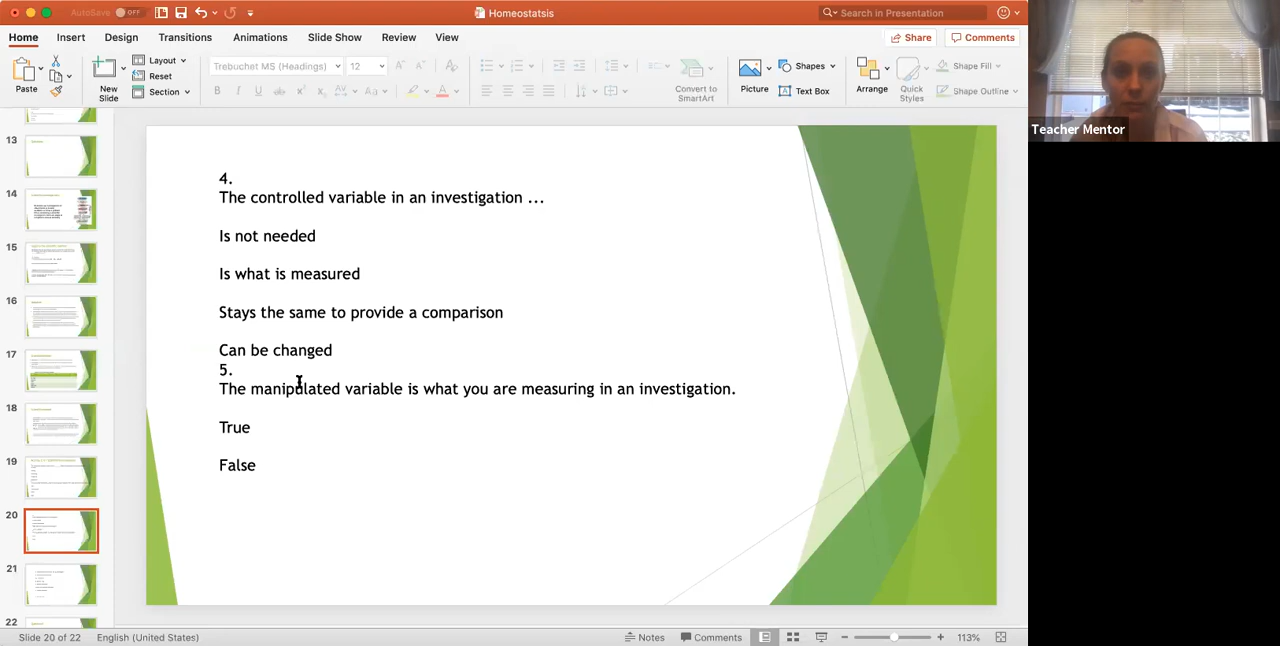 AutoSave OFF Homeostatsis Search in Presentation
Home Insert Design Transitions Animations Slide Show Review View Share Comments
Paste New Slide Layout Reset Section Trebuchet MS (Headings) 12 Convert to SmartArt Picture Shapes Text Box Arrange Quick Styles Shape Fill Shape Outline
Teacher Mentor
13
14
15
16
17
18
19
20
21
22
4.
The controlled variable in an investigation ...
Is not needed
Is what is measured
Stays the same to provide a comparison
Can be changed
5.
The manipulated variable is what you are measuring in an investigation.
True
False
Slide 20 of 22 English (United States) Notes Comments 113%